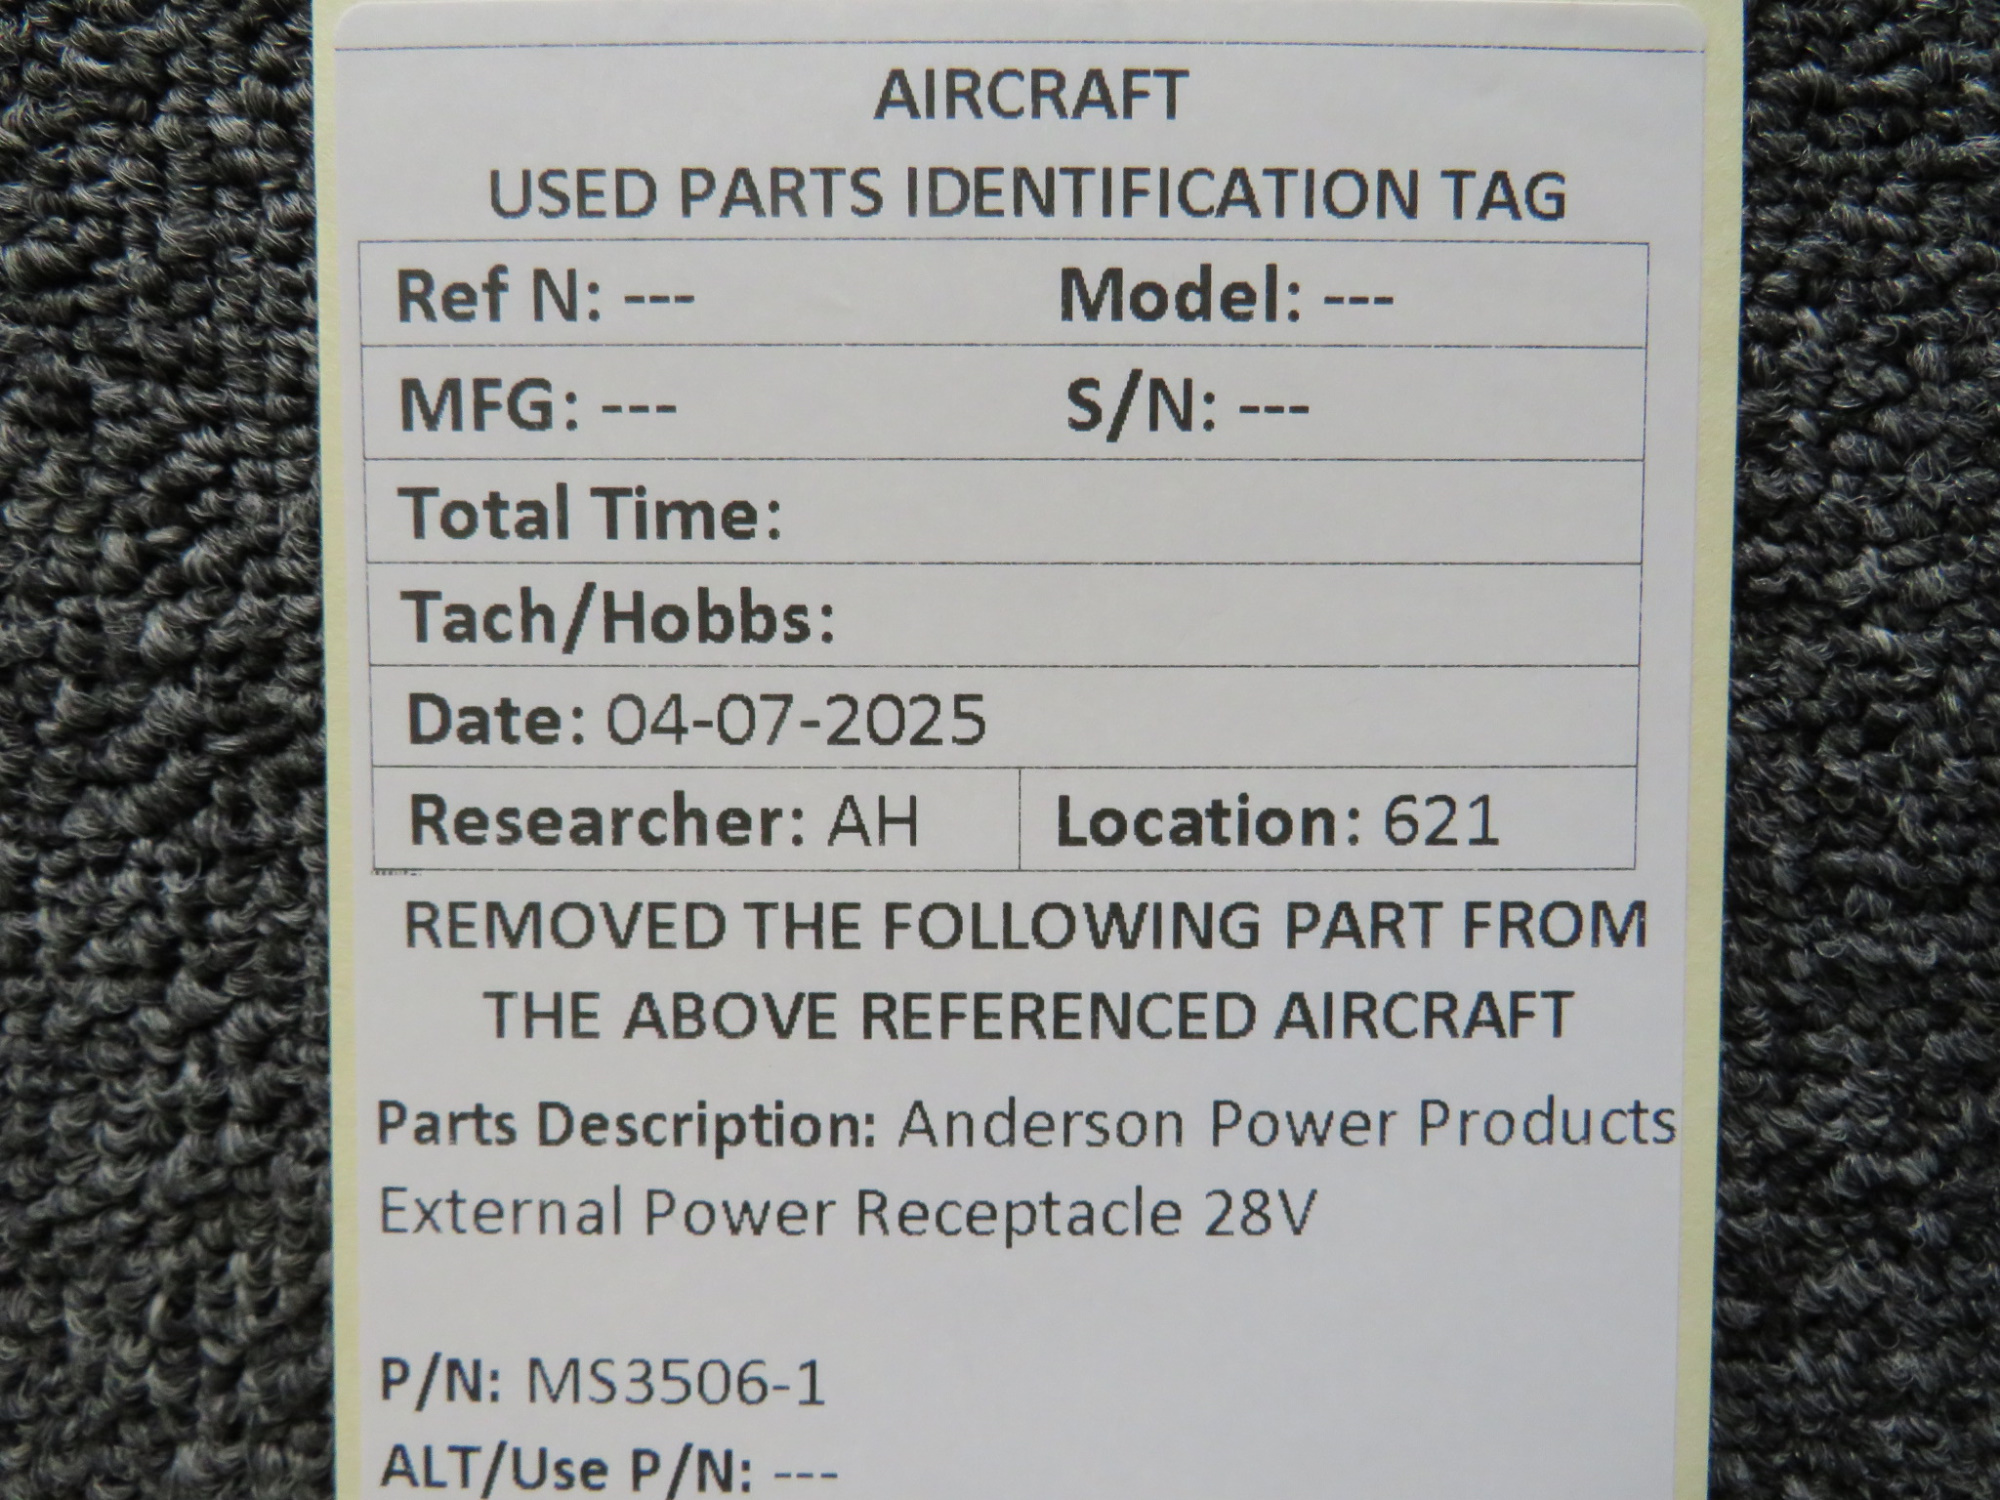 AIRCRAFT
USED PARTS IDENTIFICATION TAG
Ref N: --- Model: ---
MFG: --- S/N: ---
Total Time:
Tach/Hobbs:
Date: 04-07-2025
Researcher: AH Location: 621
REMOVED THE FOLLOWING PART FROM
THE ABOVE REFERENCED AIRCRAFT
Parts Description: Anderson Power Products
External Power Receptacle 28V
P/N: MS3506-1
ALT/Use P/N: ---